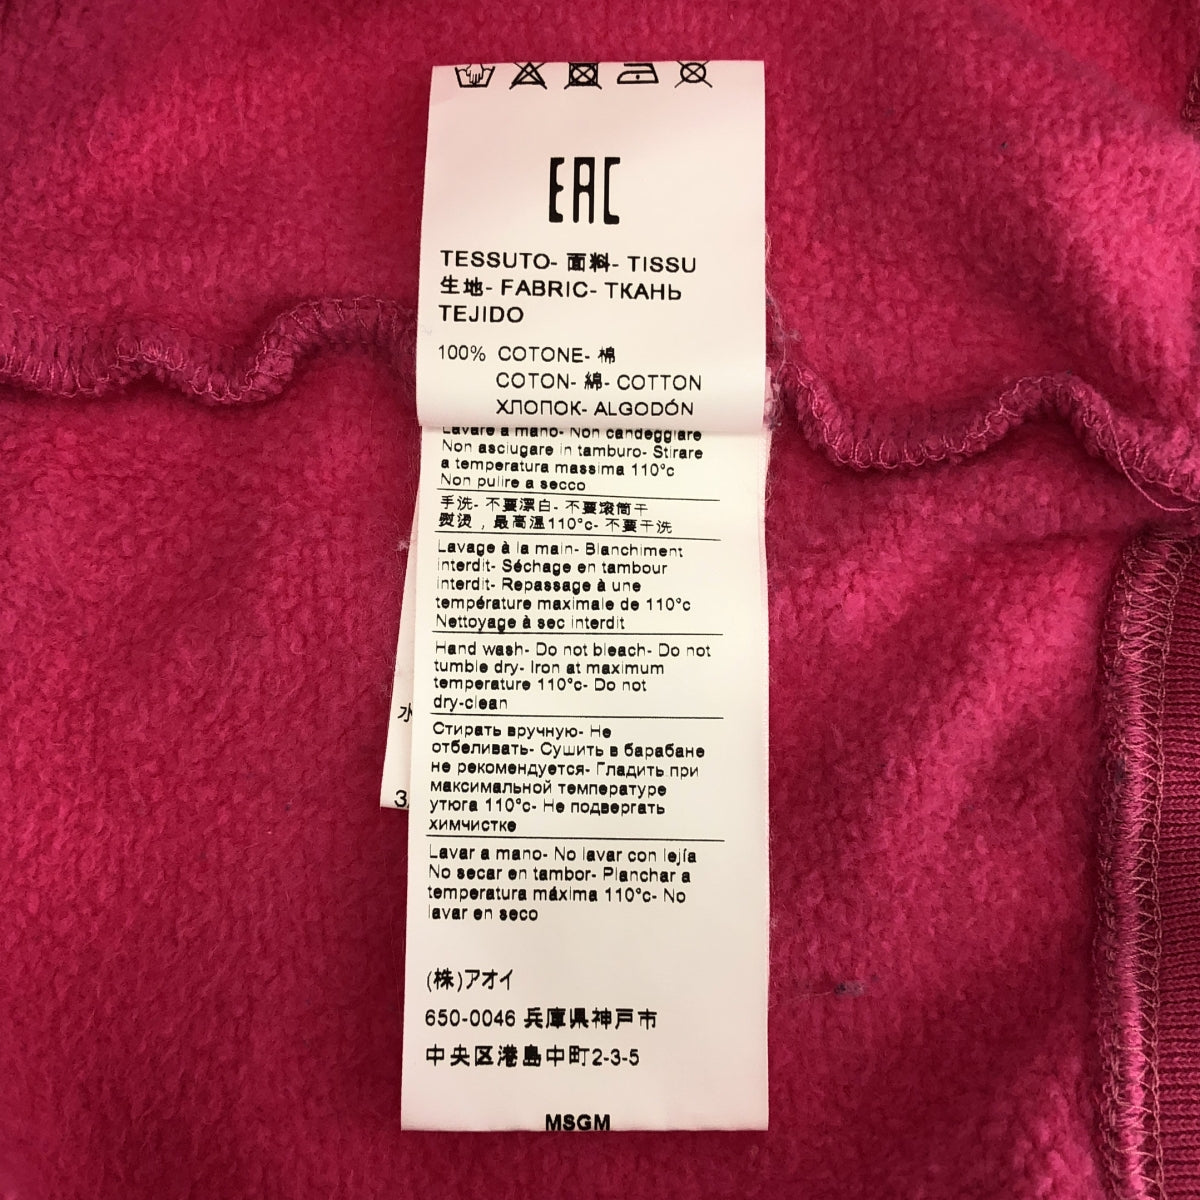 EAC
TESSUTO- 面料- TISSU
生地- FABRIC- ТКАНЬ
TEJIDO
100% COTONE- 棉
COTON- 綿- COTTON
ХЛОПОК- ALGODÓN
Lavare a mano- Non candeggiare
Non asciugare in tamburo- Stirare
a temperatura massima 110°c
Non pulire a secco
手洗- 不要漂白- 不要滚筒干
熨烫，最高温110°c- 不要干洗
Lavage à la main- Blanchiment
interdit- Séchage en tambour
interdit- Repassage à une
température maximale de 110°c
Nettoyage à sec interdit
Hand wash- Do not bleach- Do not
tumble dry- Iron at maximum
temperature 110°c- Do not
dry-clean
Стирать вручную- Не
отбеливать- Сушить в барабане
не рекомендуется- Гладить при
максимальной температуре
утюга 110°c- Не подвергать
химчистке
Lavar a mano- No lavar con lejía
No secar en tambor- Planchar a
temperatura máxima 110°c- No
lavar en seco
(株)アオイ
650-0046 兵庫県神戸市
中央区港島中町2-3-5
MSGM
水